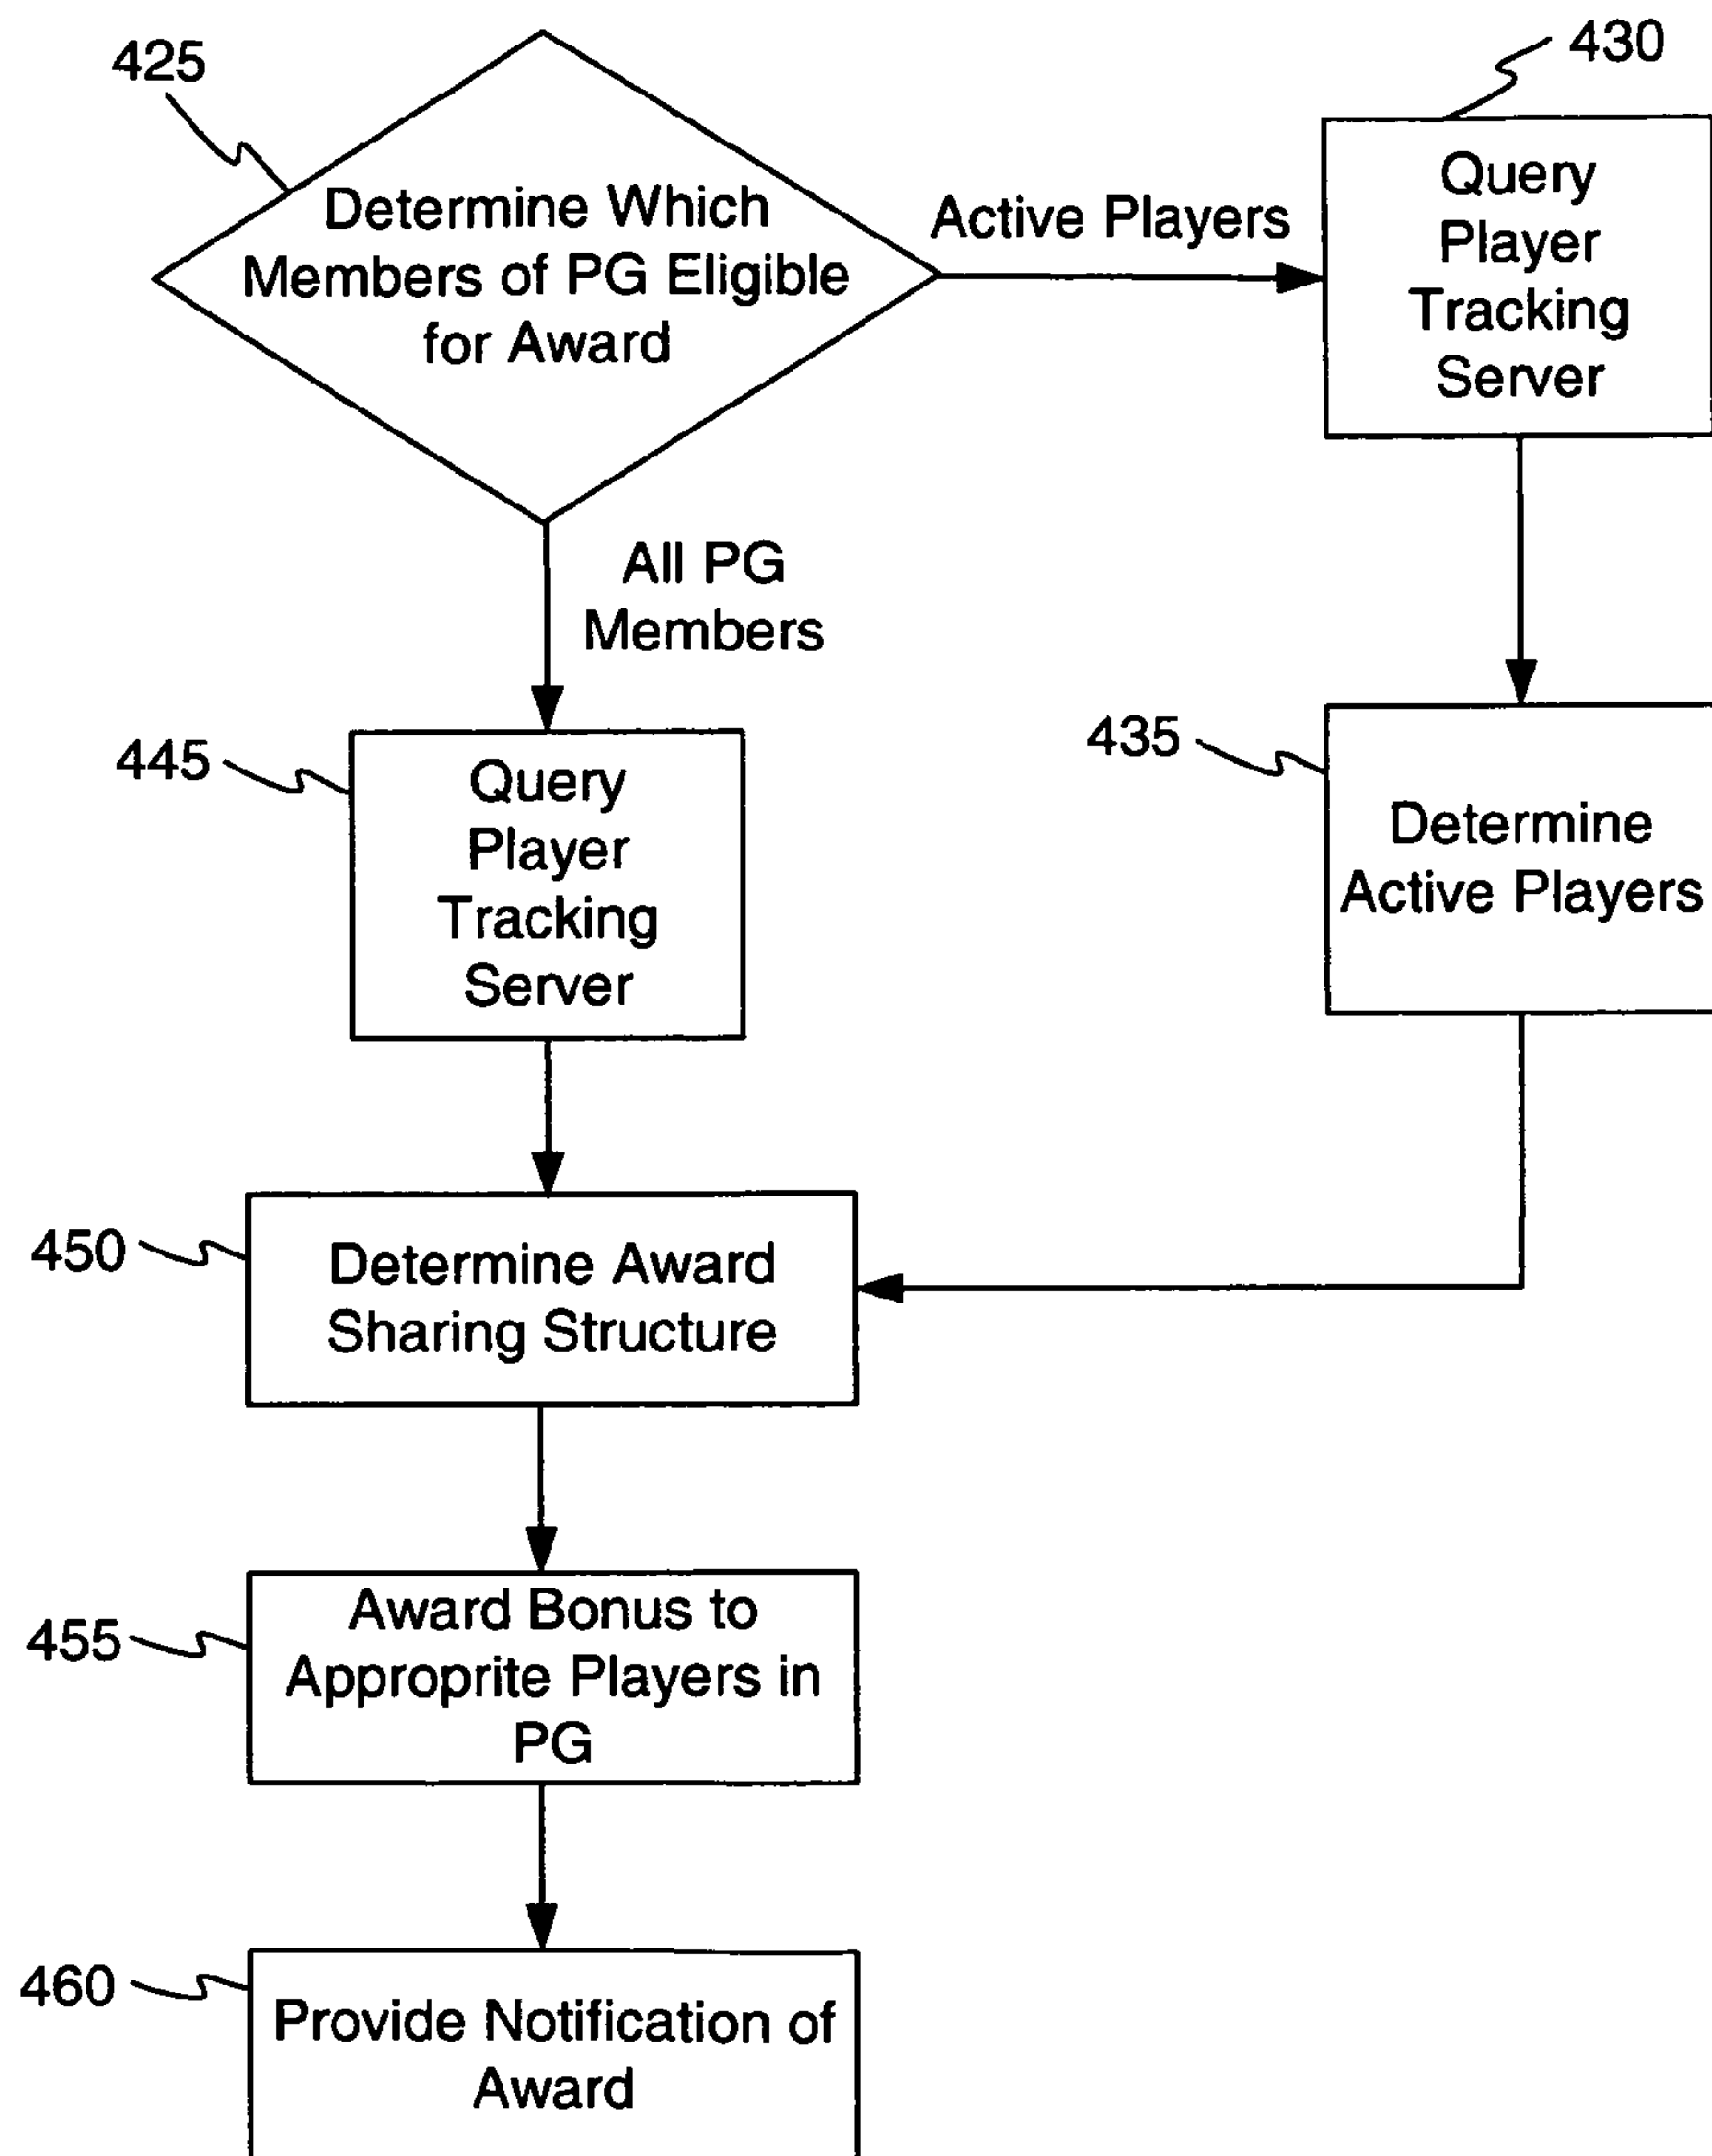 425
Determine Which
Members of PG Eligible
for Award
Active Players
430
Query
Player
Tracking
Server
All PG
Members
445
Query
Player
Tracking
Server
435
Determine
Active Players
450
Determine Award
Sharing Structure
455
Award Bonus to
Approprite Players in
PG
460
Provide Notification of
Award